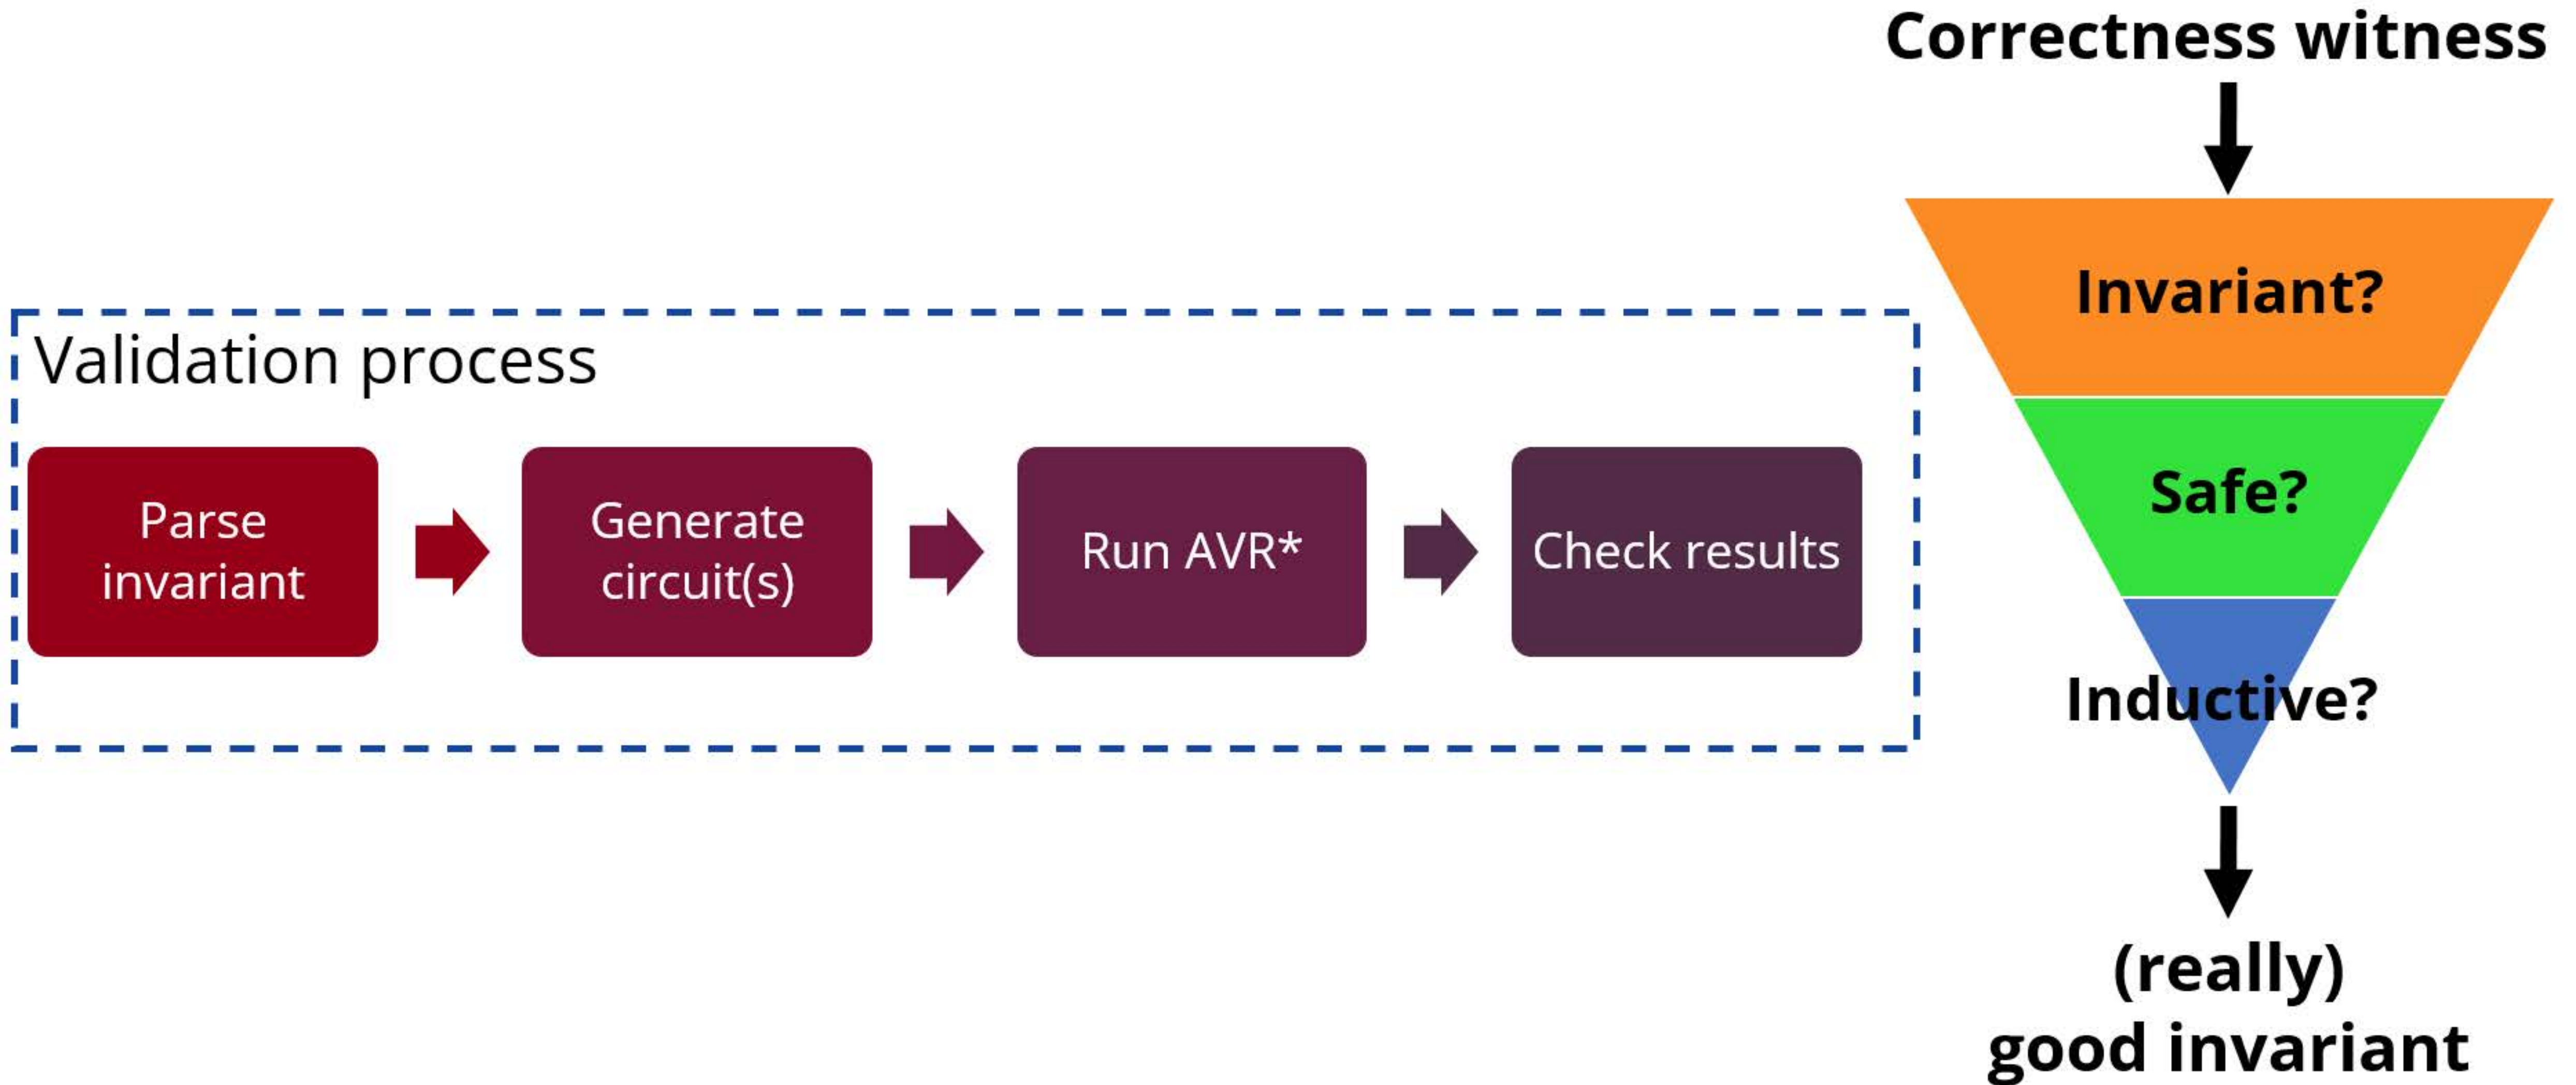 Correctness witness
Invariant?
Safe?
Inductive?
(really)
good invariant
Validation process
Parse
invariant
Generate
circuit(s)
Run AVR*
Check results